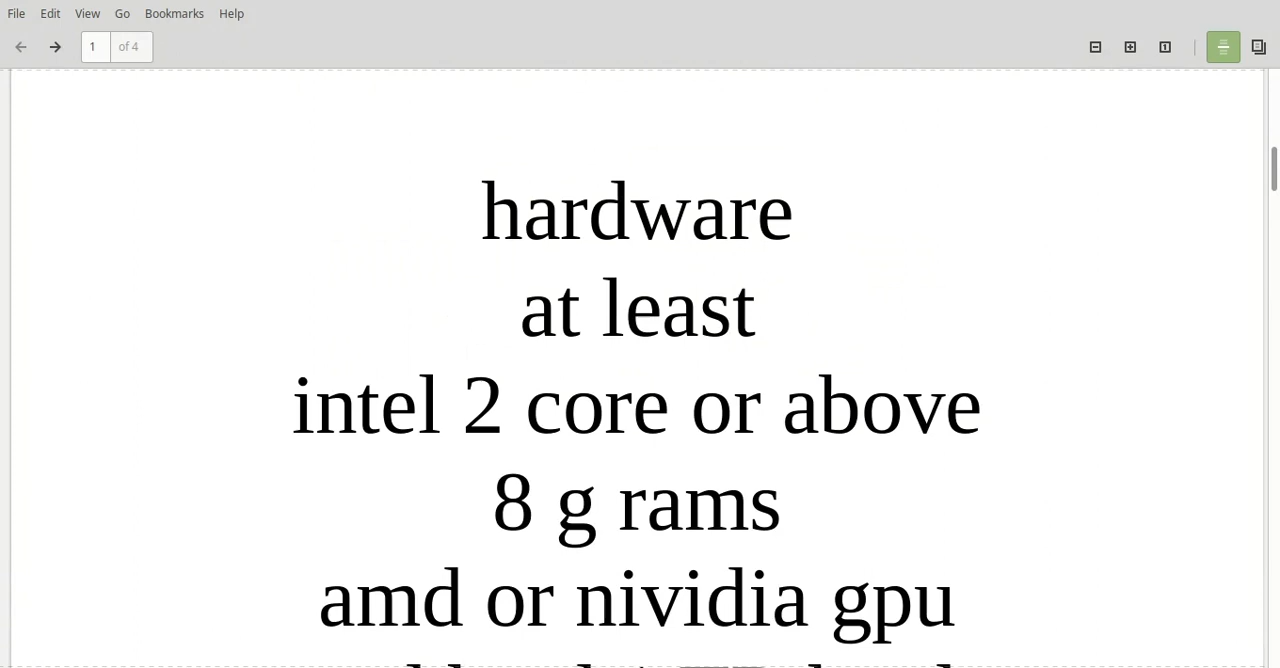 File Edit View Go Bookmarks Help
1 of 4
hardware
at least
intel 2 core or above
8 g rams
amd or nividia gpu